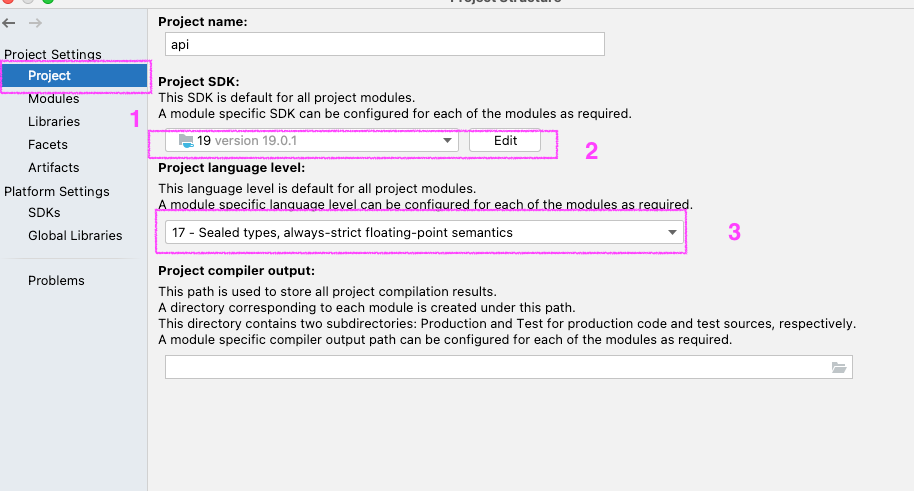 Project Structure
Project Settings
Project
Modules
Libraries
Facets
Artifacts
Platform Settings
SDKs
Global Libraries
Problems
1
Project name:
api
Project SDK:
This SDK is default for all project modules.
A module specific SDK can be configured for each of the modules as required.
19 version 19.0.1
Edit
2
Project language level:
This language level is default for all project modules.
A module specific language level can be configured for each of the modules as required.
17 - Sealed types, always-strict floating-point semantics
3
Project compiler output:
This path is used to store all project compilation results.
A directory corresponding to each module is created under this path.
This directory contains two subdirectories: Production and Test for production code and test sources, respectively.
A module specific compiler output path can be configured for each of the modules as required.